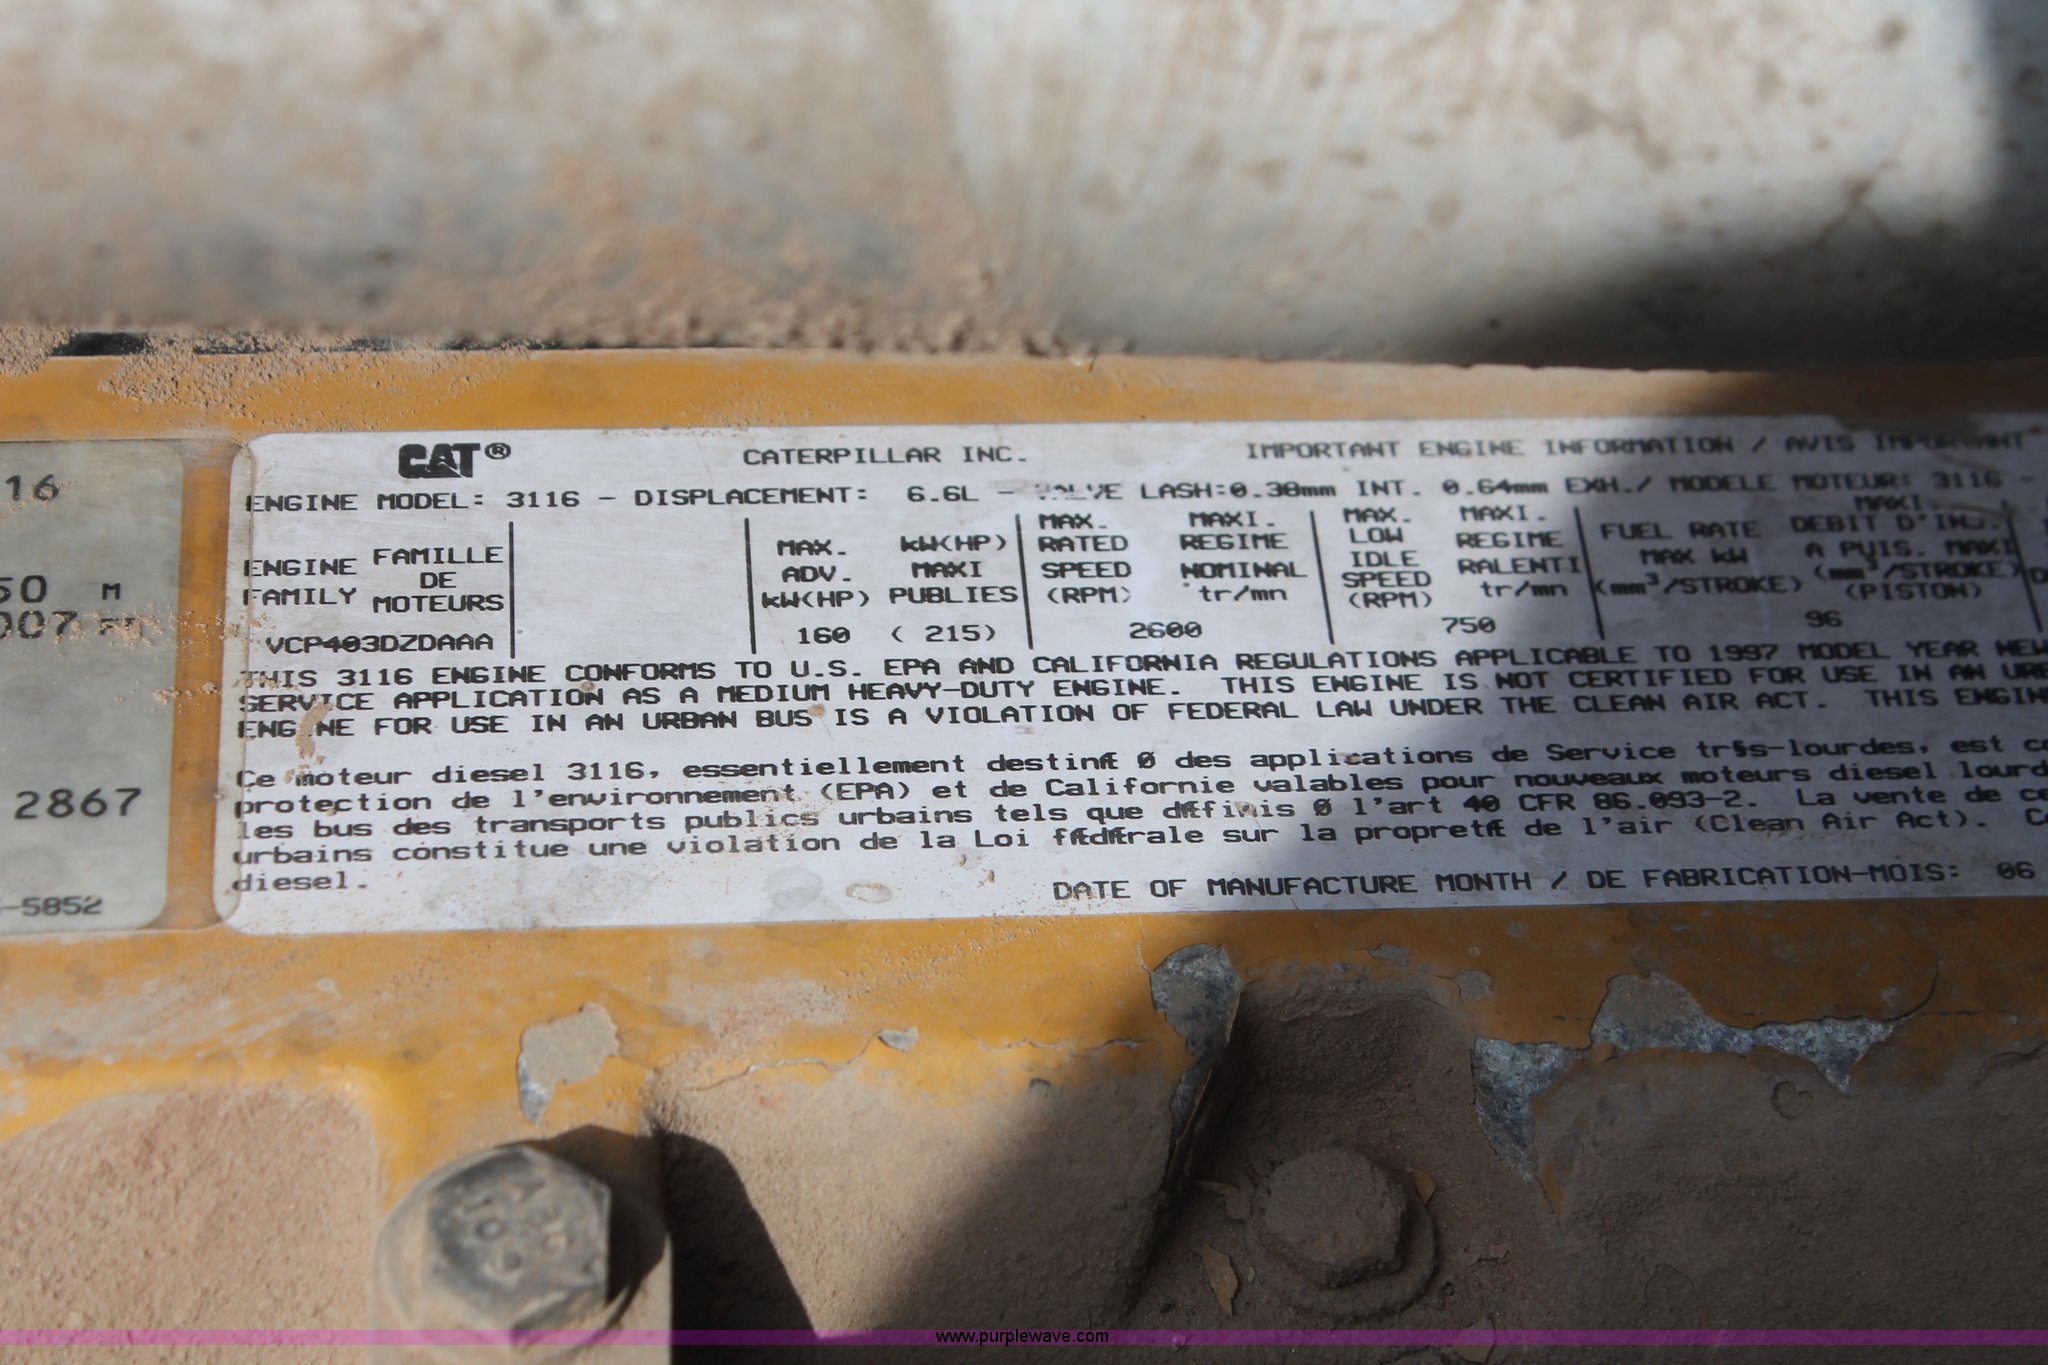 16
50 M
007
2867
-5852
CAT®
CATERPILLAR INC.
IMPORTANT ENGINE INFORMATION / AVIS IMPORTANT
ENGINE MODEL: 3116 - DISPLACEMENT: 6.6L - VALVE LASH:0.38mm INT. 0.64mm EXH./ MODELE MOTEUR: 3116 -
ENGINE
FAMILY
FAMILLE
DE
MOTEURS
VCP403DZDAAA
MAX.
ADV.
kW(HP)
kW(HP)
MAXI
PUBLIES
160 ( 215)
MAX.
RATED
SPEED
(RPM)
MAXI.
REGIME
NOMINAL
tr/mn
2600
MAX.
LOW
IDLE
SPEED
(RPM)
MAXI.
REGIME
RALENTI
tr/mn
750
FUEL RATE
MAX kW
(mm³/STROKE)
MAXI.
DEBIT D'INJ.
A PUIS. MAXI
(mm³/STROKE)
(PISTON)
96
THIS 3116 ENGINE CONFORMS TO U.S. EPA AND CALIFORNIA REGULATIONS APPLICABLE TO 1997 MODEL YEAR NEW
SERVICE APPLICATION AS A MEDIUM HEAVY-DUTY ENGINE. THIS ENGINE IS NOT CERTIFIED FOR USE IN AN URB
ENGINE FOR USE IN AN URBAN BUS IS A VIOLATION OF FEDERAL LAW UNDER THE CLEAN AIR ACT. THIS ENGIN
Ce moteur diesel 3116, essentiellement destinÆ Ø des applications de Service tr§s-lourdes, est co
protection de l'environnement (EPA) et de Californie valables pour nouveaux moteurs diesel lourd
les bus des transports publics urbains tels que dÆfinis Ø l'art 40 CFR 86.093-2. La vente de ce
urbains constitue une violation de la Loi fÆdÆrale sur la propretÆ de l'air (Clean Air Act). Ce
diesel.
DATE OF MANUFACTURE MONTH / DE FABRICATION-MOIS: 06
www.purplewave.com